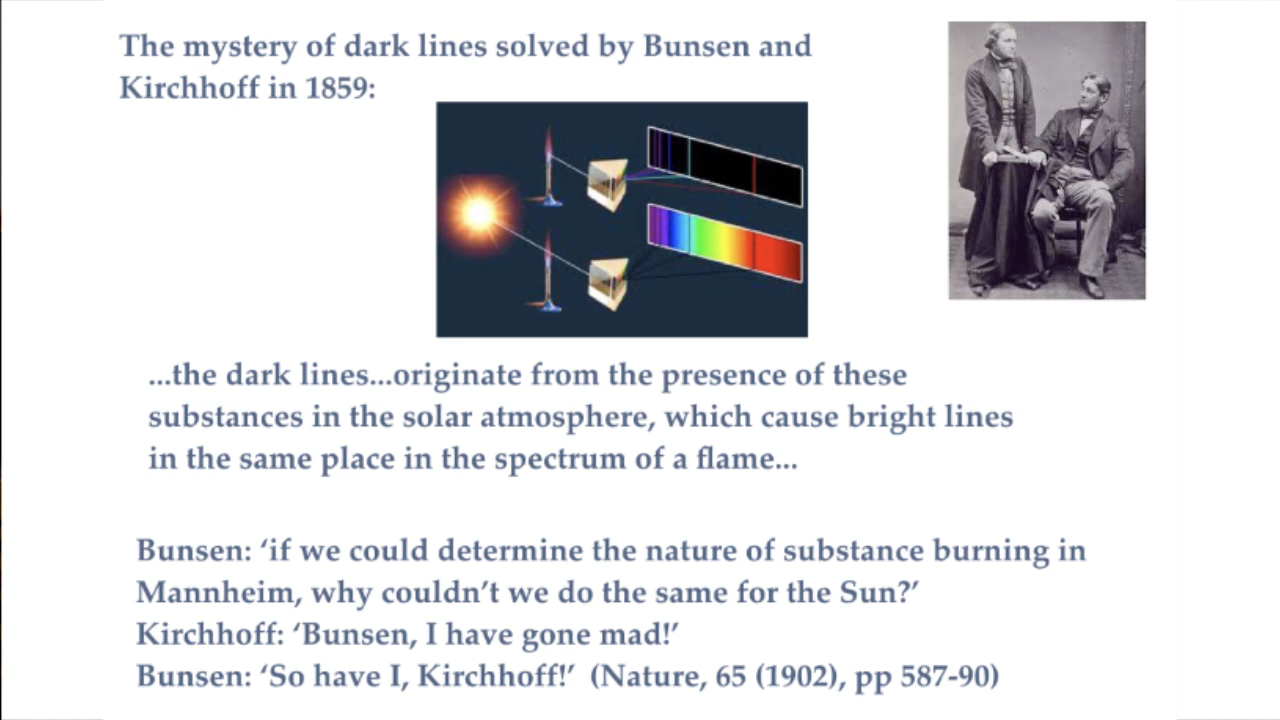 The mystery of dark lines solved by Bunsen and
Kirchhoff in 1859:
...the dark lines...originate from the presence of these
substances in the solar atmosphere, which cause bright lines
in the same place in the spectrum of a flame...
Bunsen: ‘if we could determine the nature of substance burning in
Mannheim, why couldn’t we do the same for the Sun?’
Kirchhoff: ‘Bunsen, I have gone mad!’
Bunsen: ‘So have I, Kirchhoff!’ (Nature, 65 (1902), pp 587-90)